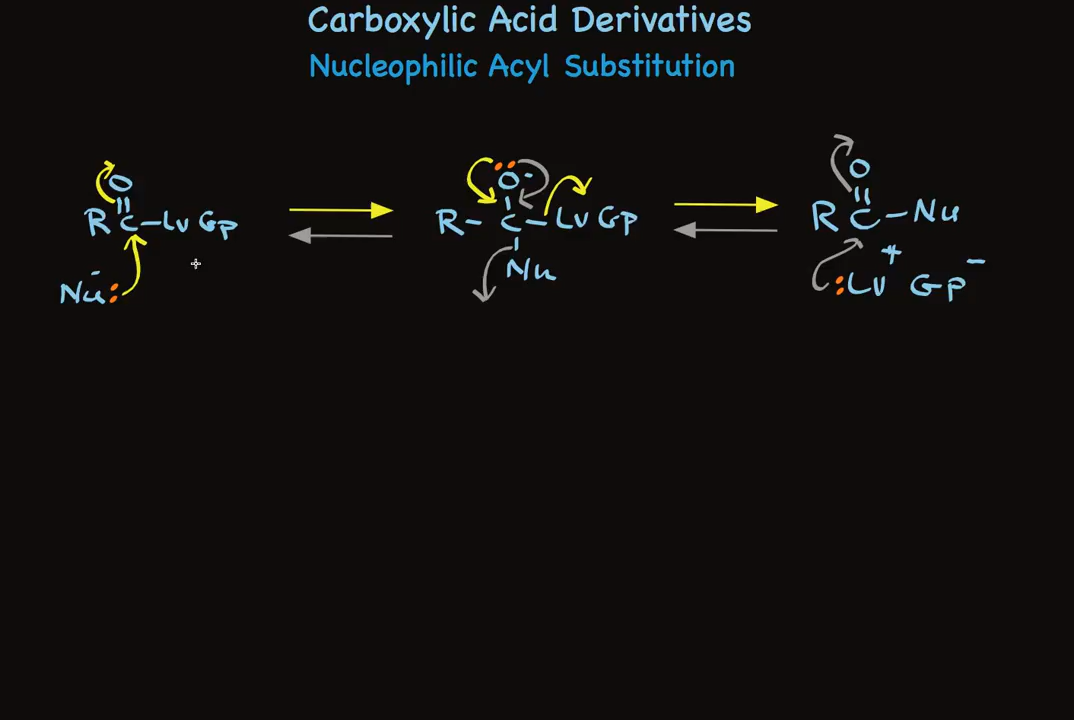 Carboxylic Acid Derivatives
Nucleophilic Acyl Substitution
O
R C - Lv Gp
Nu:⁻
:O:⁻
R - C - Lv Gp
Nu
O
R C - Nu
+
:Lv Gp⁻